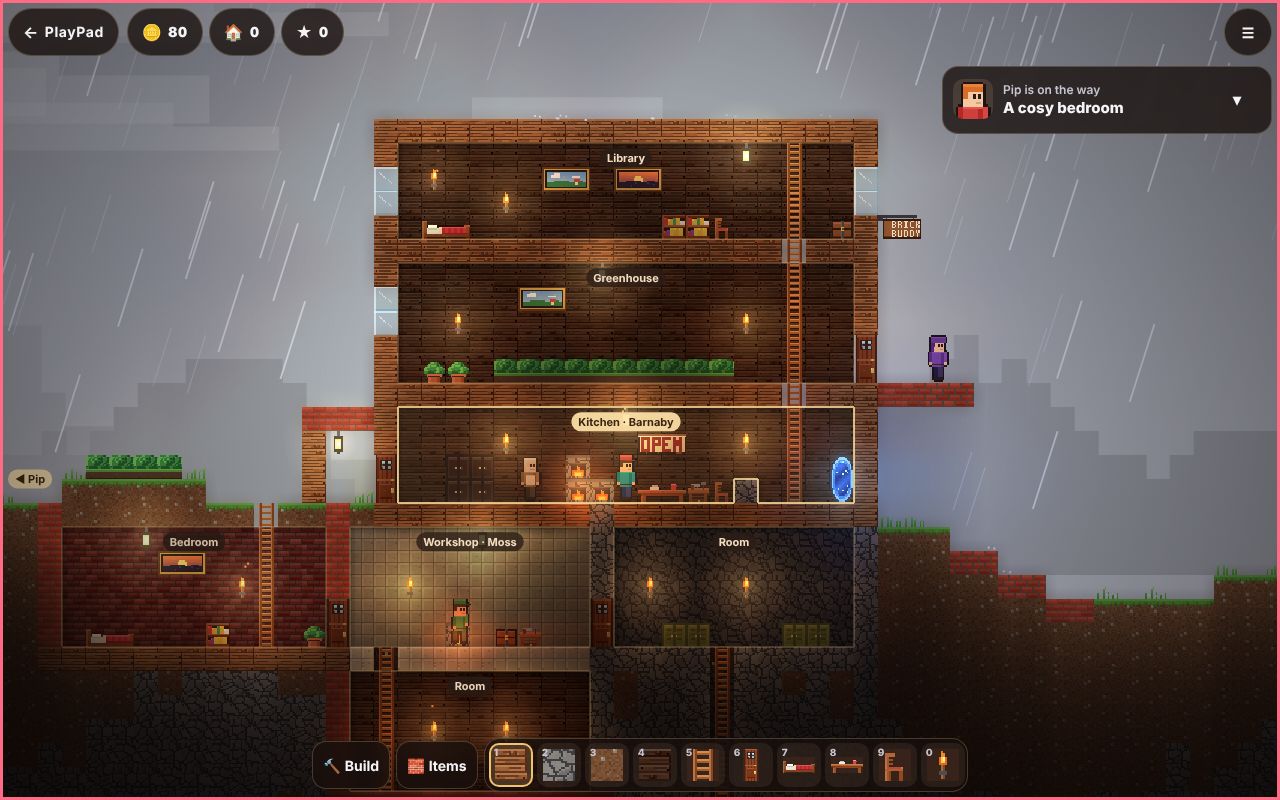 ← PlayPad
80
0
★ 0
Pip is on the way
A cosy bedroom
Library
BRICK
BUDDY
Greenhouse
Kitchen · Barnaby
OPEN
◀ Pip
Bedroom
Workshop · Moss
Room
Room
Build
Items
1
2
3
4
5
6
7
8
9
0